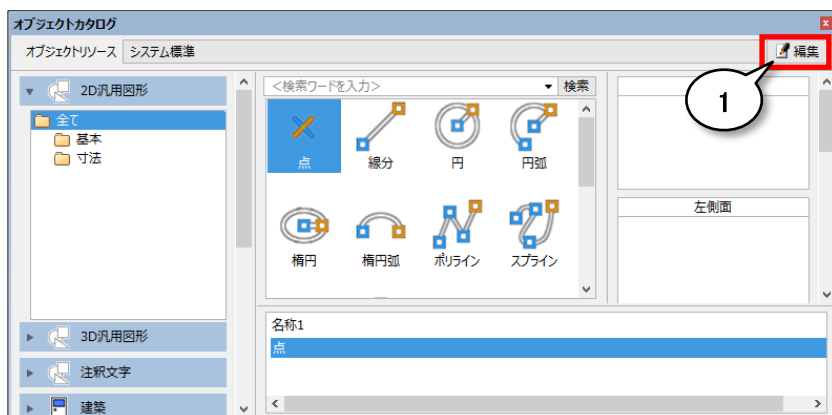 オブジェクトカタログ
オブジェクトリソース システム標準 編集
1
2D汎用図形
全て
基本
寸法
3D汎用図形
注釈文字
建築
<検索ワードを入力> 検索
点 線分 円 円弧
楕円 楕円弧 ポリライン スプライン
左側面
名称1
点